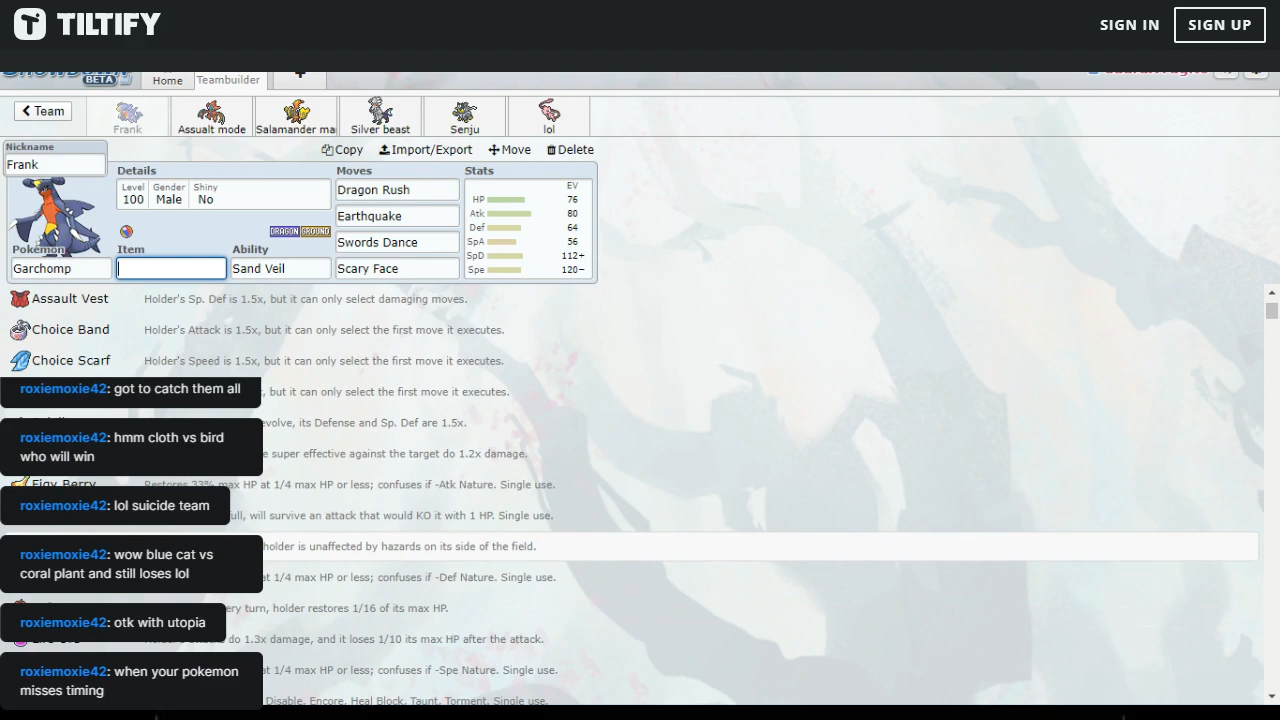 TILTIFY
SIGN IN
SIGN UP
BETA
Home
Teambuilder
+
Team
Frank
Assualt mode
Salamander ma
Silver beast
Senju
lol
Nickname
Frank
Copy
Import/Export
Move
Delete
Details
Moves
Stats
Level
Gender
Shiny
100
Male
No
Dragon Rush
Earthquake
Swords Dance
Scary Face
EV
HP 76
Atk 80
Def 64
SpA 56
SpD 112+
Spe 120−
DRAGON GROUND
Pokémon
Item
Ability
Garchomp
Sand Veil
Assault Vest Holder's Sp. Def is 1.5x, but it can only select damaging moves.
Choice Band Holder's Attack is 1.5x, but it can only select the first move it executes.
Choice Scarf Holder's Speed is 1.5x, but it can only select the first move it executes.
, but it can only select the first move it executes.
evolve, its Defense and Sp. Def are 1.5x.
super effective against the target do 1.2x damage.
Figy Berry Restores 33% max HP at 1/4 max HP or less; confuses if -Atk Nature. Single use.
full, will survive an attack that would KO it with 1 HP. Single use.
holder is unaffected by hazards on its side of the field.
at 1/4 max HP or less; confuses if -Def Nature. Single use.
ery turn, holder restores 1/16 of its max HP.
do 1.3x damage, and it loses 1/10 its max HP after the attack.
at 1/4 max HP or less; confuses if -Spe Nature. Single use.
Disable, Encore, Heal Block, Taunt, Torment. Single use.
roxiemoxie42: got to catch them all
roxiemoxie42: hmm cloth vs bird
who will win
roxiemoxie42: lol suicide team
roxiemoxie42: wow blue cat vs
coral plant and still loses lol
roxiemoxie42: otk with utopia
roxiemoxie42: when your pokemon
misses timing